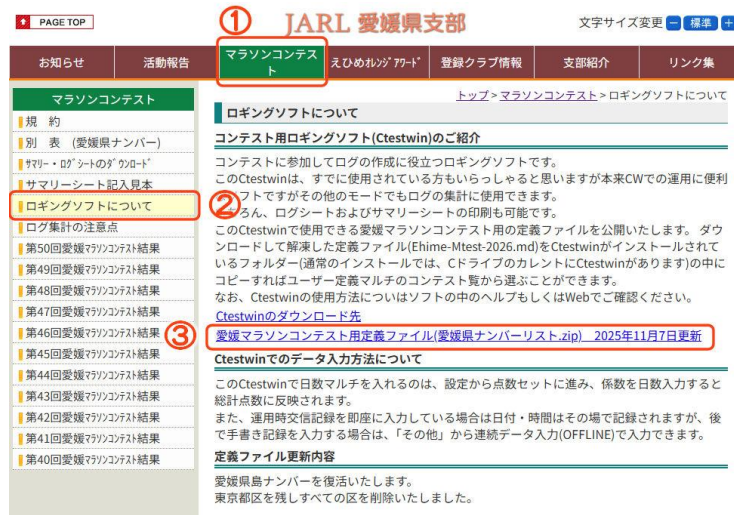 PAGE TOP
①
JARL 愛媛県支部
文字サイズ変更 － 標準 ＋
お知らせ
活動報告
マラソンコンテスト
えひめオレンジアワード
登録クラブ情報
支部紹介
リンク集
マラソンコンテスト
規 約
別 表 (愛媛県ナンバー)
サマリー・ログシートのダウンロード
サマリーシート記入見本
ロギングソフトについて
②
ログ集計の注意点
第50回愛媛マラソンコンテスト結果
第49回愛媛マラソンコンテスト結果
第48回愛媛マラソンコンテスト結果
第47回愛媛マラソンコンテスト結果
第46回愛媛マラソンコンテスト結果
第45回愛媛マラソンコンテスト結果
第44回愛媛マラソンコンテスト結果
第43回愛媛マラソンコンテスト結果
第42回愛媛マラソンコンテスト結果
第41回愛媛マラソンコンテスト結果
第40回愛媛マラソンコンテスト結果
トップ > マラソンコンテスト > ロギングソフトについて
ロギングソフトについて
コンテスト用ロギングソフト(Ctestwin)のご紹介
コンテストに参加してログの作成に役立つロギングソフトです。
このCtestwinは、すでに使用されている方もいらっしゃると思いますが本来CWでの運用に便利
ソフトですがその他のモードでもログの集計に使用できます。
ろん、ログシートおよびサマリーシートの印刷も可能です。
このCtestwinで使用できる愛媛マラソンコンテスト用の定義ファイルを公開いたします。 ダウ
ンロードして解凍した定義ファイル(Ehime-Mtest-2026.md)をCtestwinがインストールされて
いるフォルダー(通常のインストールでは、CドライブのカレントにCtestwinがあります)の中に
コピーすればユーザー定義マルチのコンテスト覧から選ぶことができます。
なお、Ctestwinの使用方法についはソフトの中のヘルプもしくはWebでご確認ください。
Ctestwinのダウンロード先
③
愛媛マラソンコンテスト用定義ファイル(愛媛県ナンバーリスト.zip) 2025年11月7日更新
Ctestwinでのデータ入力方法について
このCtestwinで日数マルチを入れるのは、設定から点数セットに進み、係数を日数入力すると
総計点数に反映されます。
また、運用時交信記録を即座に入力している場合は日付・時間はその場で記録されますが、後
で手書き記録を入力する場合は、「その他」から連続データ入力(OFFLINE)で入力できます。
定義ファイル更新内容
愛媛県島ナンバーを復活いたします。
東京都区を残しすべての区を削除いたしました。